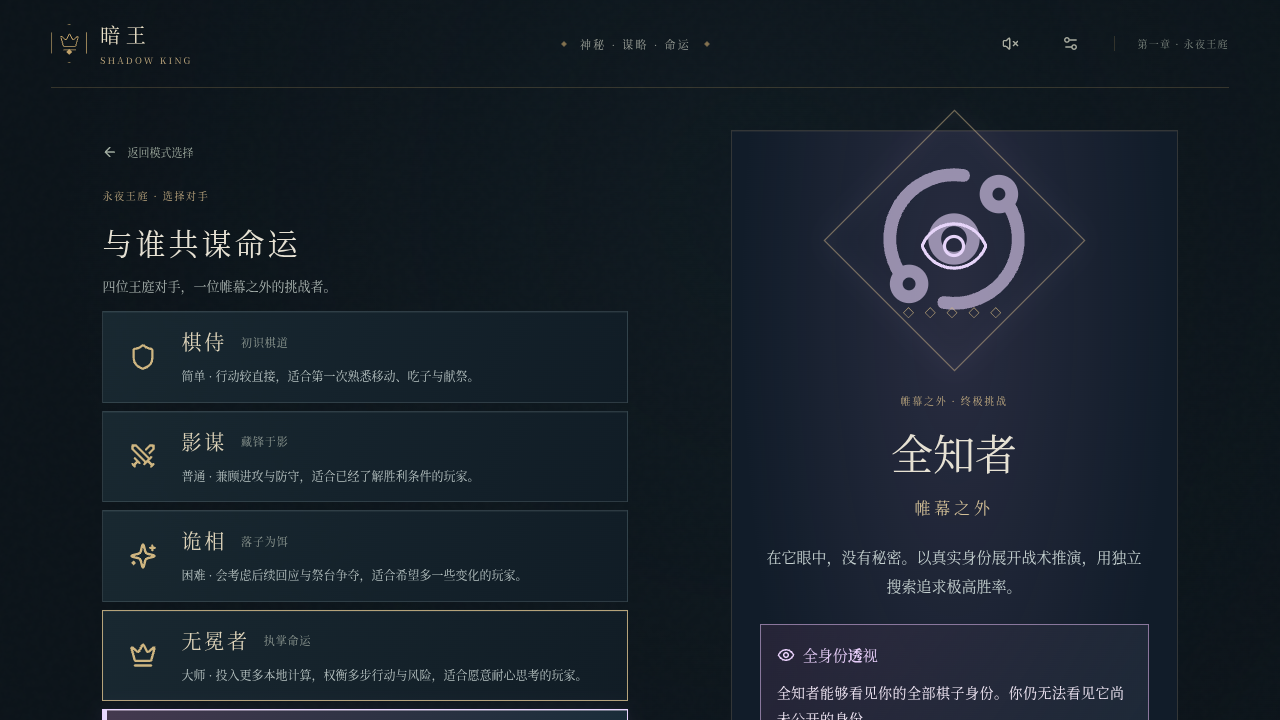 暗王
SHADOW KING
神秘 · 谋略 · 命运
第一章 · 永夜王庭
返回模式选择
永夜王庭 · 选择对手
与谁共谋命运
四位王庭对手，一位帷幕之外的挑战者。
棋侍 初识棋道
简单 · 行动较直接，适合第一次熟悉移动、吃子与献祭。
影谋 藏锋于影
普通 · 兼顾进攻与防守，适合已经了解胜利条件的玩家。
诡相 落子为饵
困难 · 会考虑后续回应与祭台争夺，适合希望多一些变化的玩家。
无冕者 执掌命运
大师 · 投入更多本地计算，权衡多步行动与风险，适合愿意耐心思考的玩家。
帷幕之外 · 终极挑战
全知者
帷幕之外
在它眼中，没有秘密。以真实身份展开战术推演，用独立
搜索追求极高胜率。
全身份透视
全知者能够看见你的全部棋子身份。你仍无法看见它尚
未公开的身份